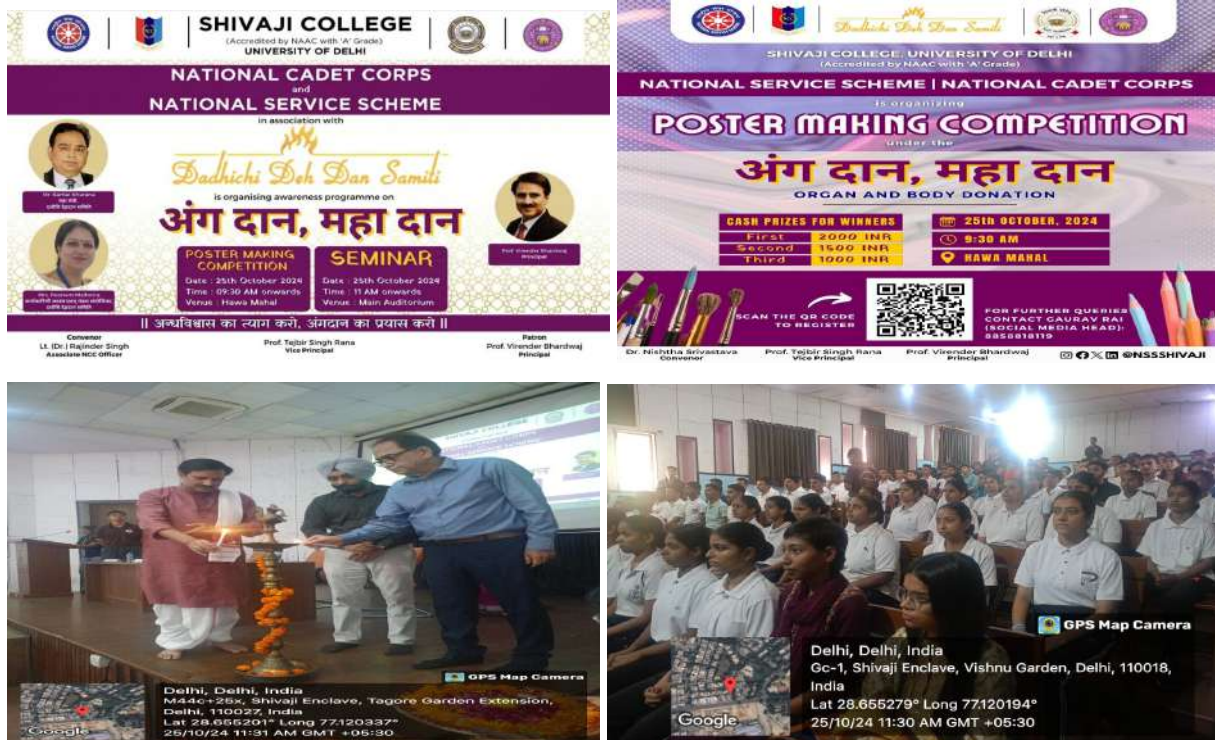 SHIVAJI COLLEGE
(Accredited by NAAC with 'A' Grade)
UNIVERSITY OF DELHI
NATIONAL CADET CORPS
and
NATIONAL SERVICE SCHEME
in association with
Dadhichi Deh Dan Samiti
is organising awareness programme on
अंग दान, महा दान
POSTER MAKING
COMPETITION
Date : 25th October 2024
Time : 09:30 AM onwards
Venue : Hawa Mahal
SEMINAR
Date : 25th October 2024
Time : 11 AM onwards
Venue : Main Auditorium
Prof. Virender Bhardwaj
Principal
|| अन्धविश्वास का त्याग करो, अंगदान का प्रयास करो ||
Convenor
Lt. (Dr.) Rajinder Singh
Associate NCC Officer
Prof. Tejbir Singh Rana
Vice Principal
Patron
Prof. Virender Bhardwaj
Principal
Dadhichi Deh Dan Samiti
SHIVAJI COLLEGE, UNIVERSITY OF DELHI
(Accredited by NAAC with 'A' Grade)
NATIONAL SERVICE SCHEME | NATIONAL CADET CORPS
is organizing
POSTER MAKING COMPETITION
under the
अंग दान, महा दान
ORGAN AND BODY DONATION
CASH PRIZES FOR WINNERS
First 2000 INR
Second 1500 INR
Third 1000 INR
25th OCTOBER, 2024
9:30 AM
HAWA MAHAL
SCAN THE QR CODE
TO REGISTER
FOR FURTHER QUERIES
CONTACT GAURAV RAI
(SOCIAL MEDIA HEAD):
8858818119
Dr. Nishtha Srivastava
Convenor
Prof. Tejbir Singh Rana
Vice Principal
Prof. Virender Bhardwaj
Principal
@NSSSHIVAJI
GPS Map Camera
Google
Delhi, Delhi, India
M44c+25x, Shivaji Enclave, Tagore Garden Extension,
Delhi, 110027, India
Lat 28.655201° Long 77.120337°
25/10/24 11:31 AM GMT +05:30
GPS Map Camera
Google
Delhi, Delhi, India
Gc-1, Shivaji Enclave, Vishnu Garden, Delhi, 110018,
India
Lat 28.655279° Long 77.120194°
25/10/24 11:30 AM GMT +05:30